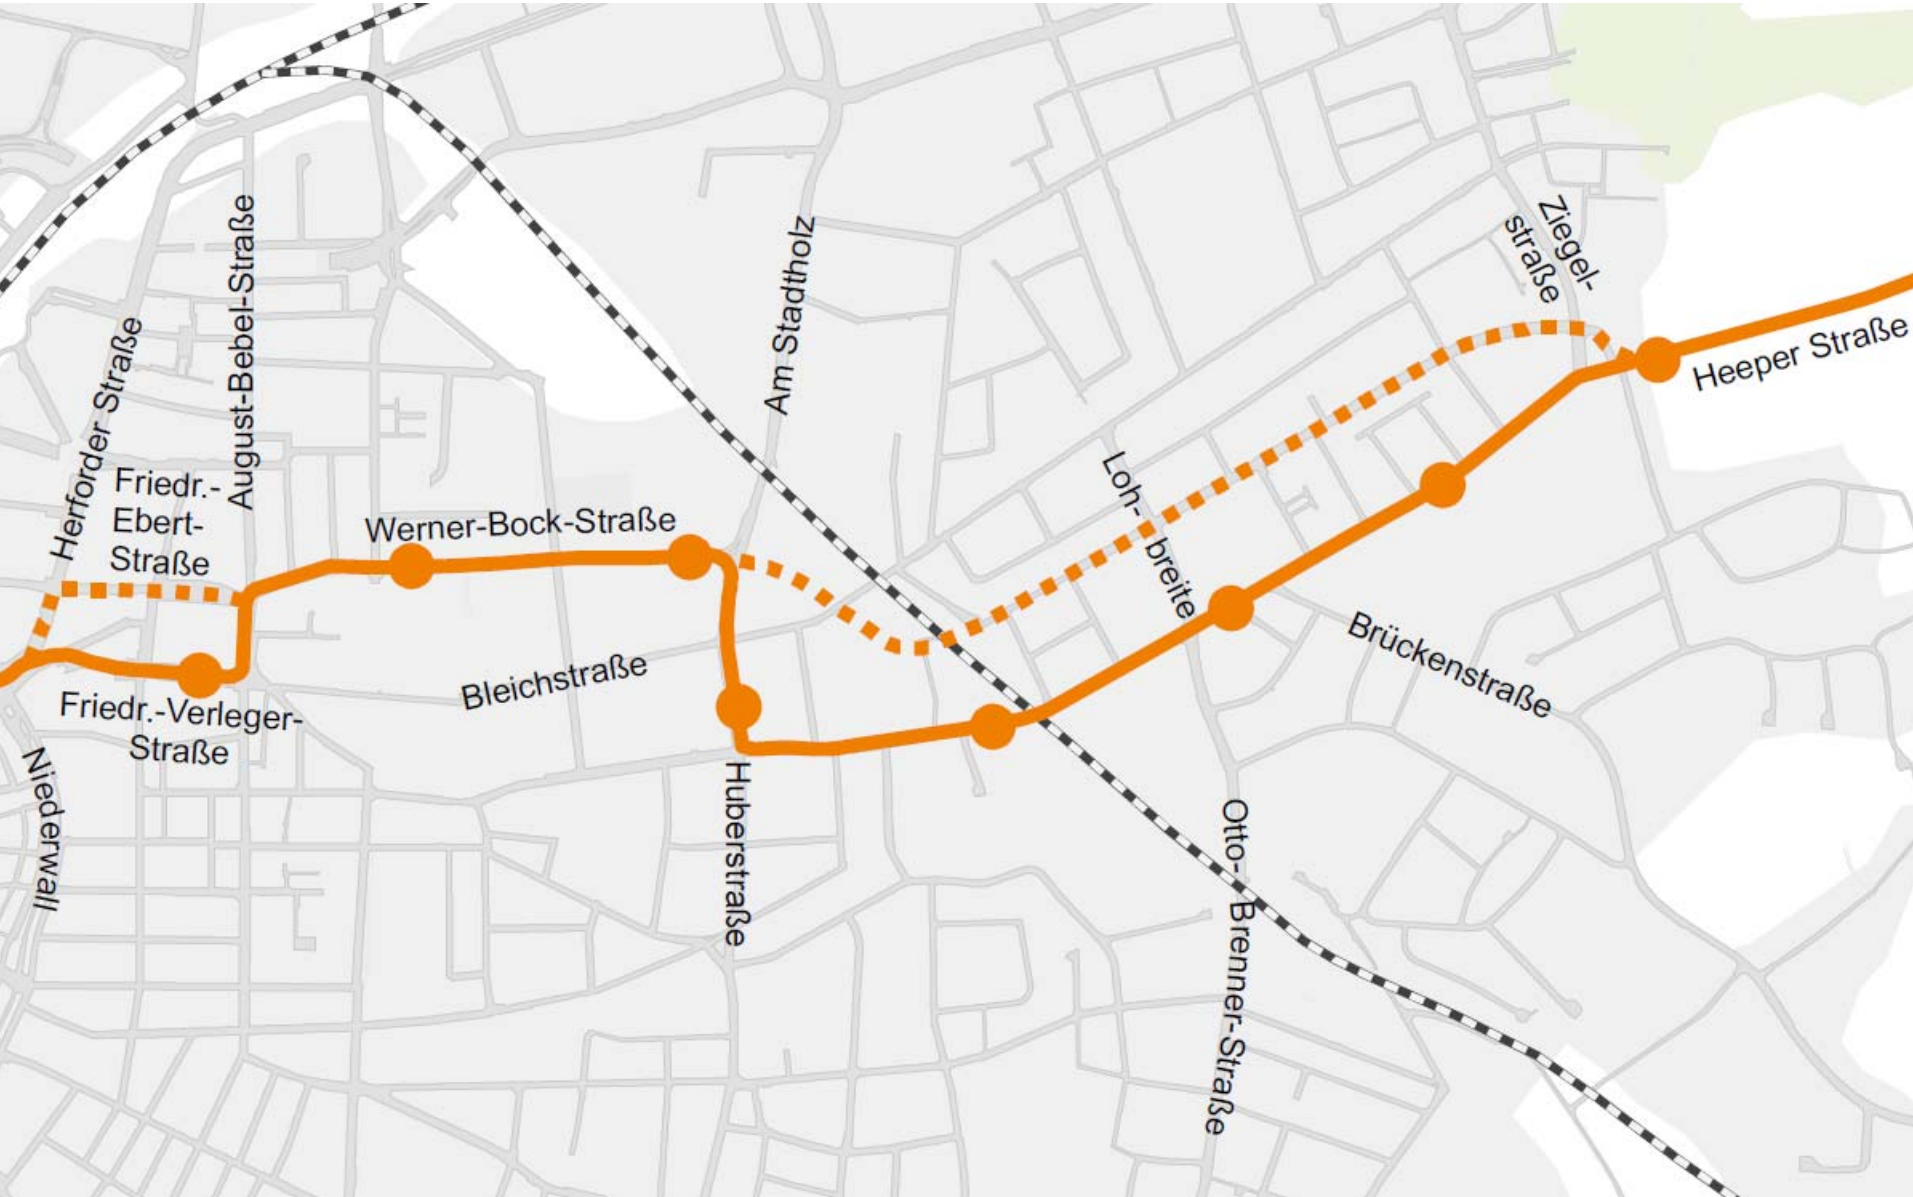 Ziegel-
straße
August-Bebel-Straße
Am Stadtholz
Heeper Straße
Herforder Straße
Friedr.-
Ebert-
Straße
Werner-Bock-Straße
Loh-
breite
Brückenstraße
Bleichstraße
Friedr.-Verleger-
Straße
Niederwall
Huberstraße
Otto-Brenner-Straße